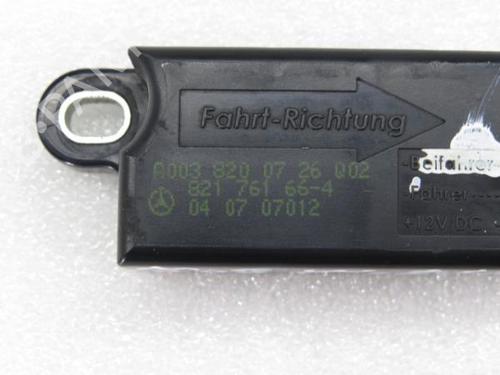 Fahrt-Richtung
A003 820 07 26 Q02
821 761 66-4
04 07 07012
-Beifahrer
-Fahrer
+12V DC